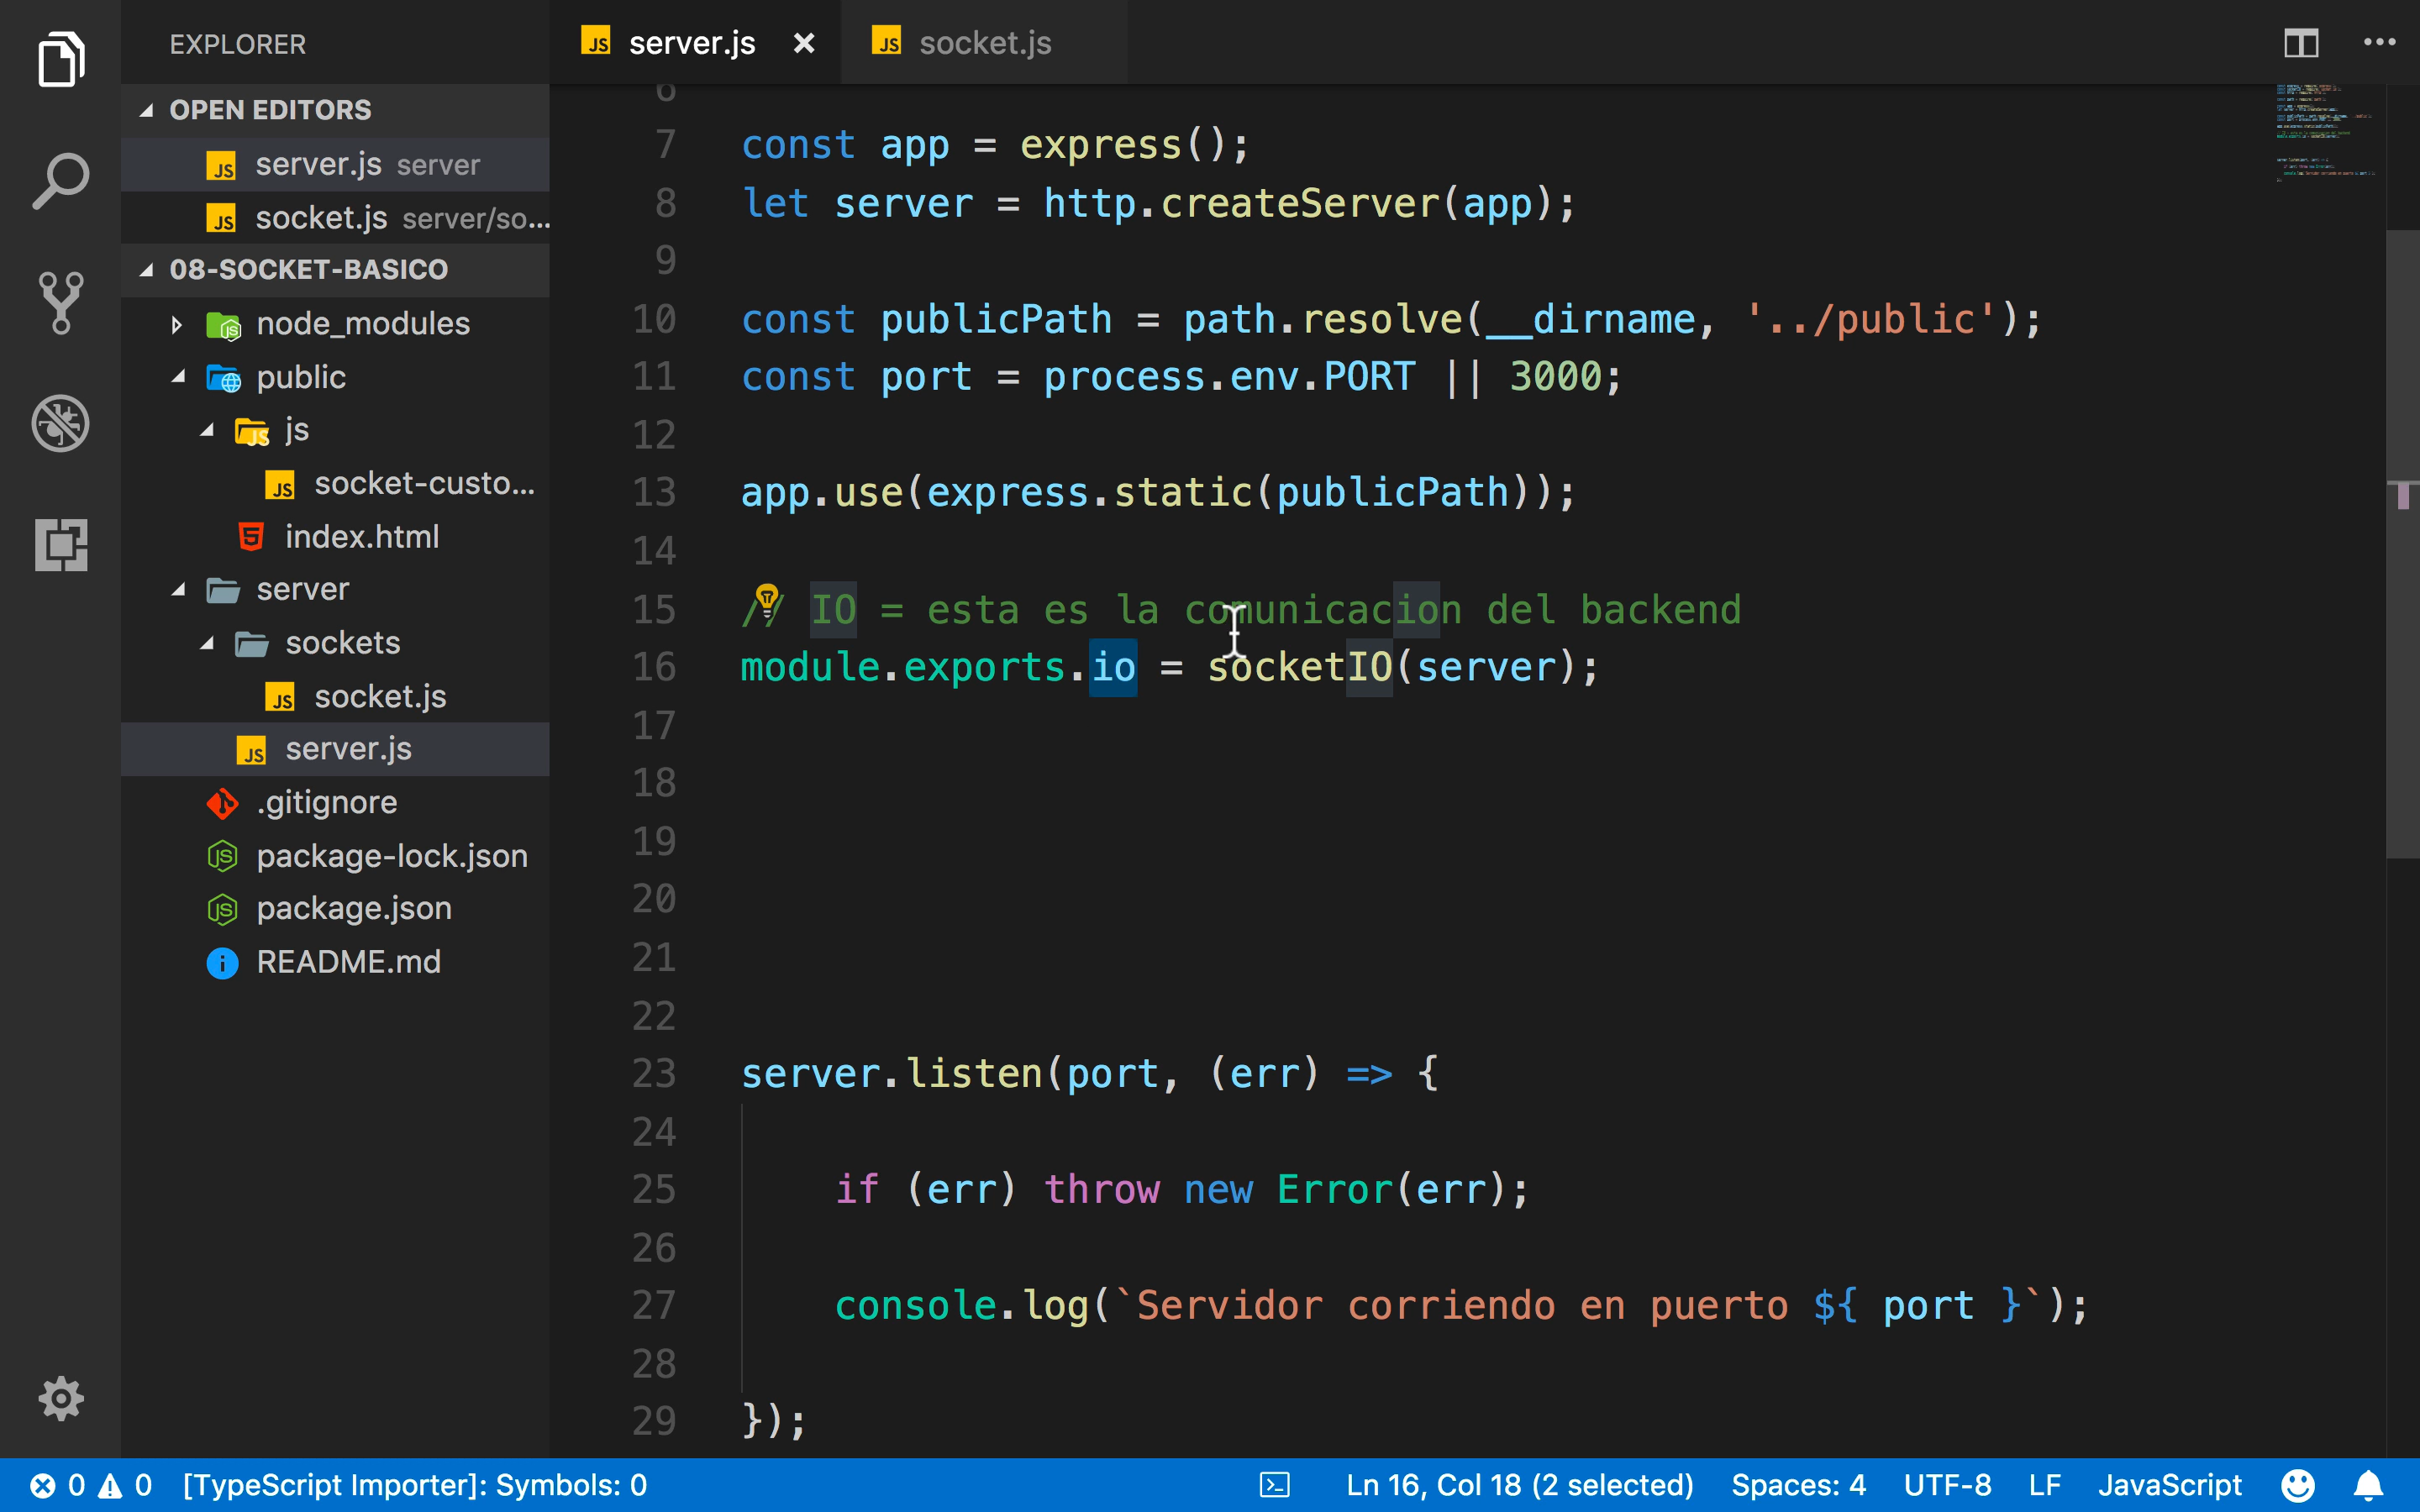 EXPLORER
OPEN EDITORS
server.js server
socket.js server/so...
08-SOCKET-BASICO
node_modules
public
js
socket-custo...
index.html
server
sockets
socket.js
server.js
.gitignore
package-lock.json
package.json
README.md
server.js
socket.js
6
7 const app = express();
8 let server = http.createServer(app);
9
10 const publicPath = path.resolve(__dirname, '../public');
11 const port = process.env.PORT || 3000;
12
13 app.use(express.static(publicPath));
14
15 // IO = esta es la comunicacion del backend
16 module.exports.io = socketIO(server);
17
18
19
20
21
22
23 server.listen(port, (err) => {
24
25 if (err) throw new Error(err);
26
27 console.log(`Servidor corriendo en puerto ${ port }`);
28
29 });
0 0 [TypeScript Importer]: Symbols: 0 Ln 16, Col 18 (2 selected) Spaces: 4 UTF-8 LF JavaScript